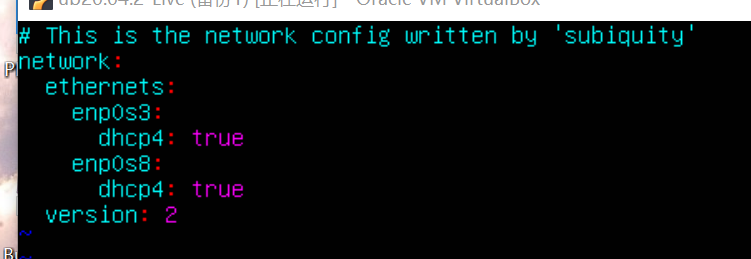 db20.04.2-Live (备份1) [正在运行] - Oracle VM VirtualBox
# This is the network config written by 'subiquity'
network:
  ethernets:
    enp0s3:
      dhcp4: true
    enp0s8:
      dhcp4: true
  version: 2
~
~
P
B